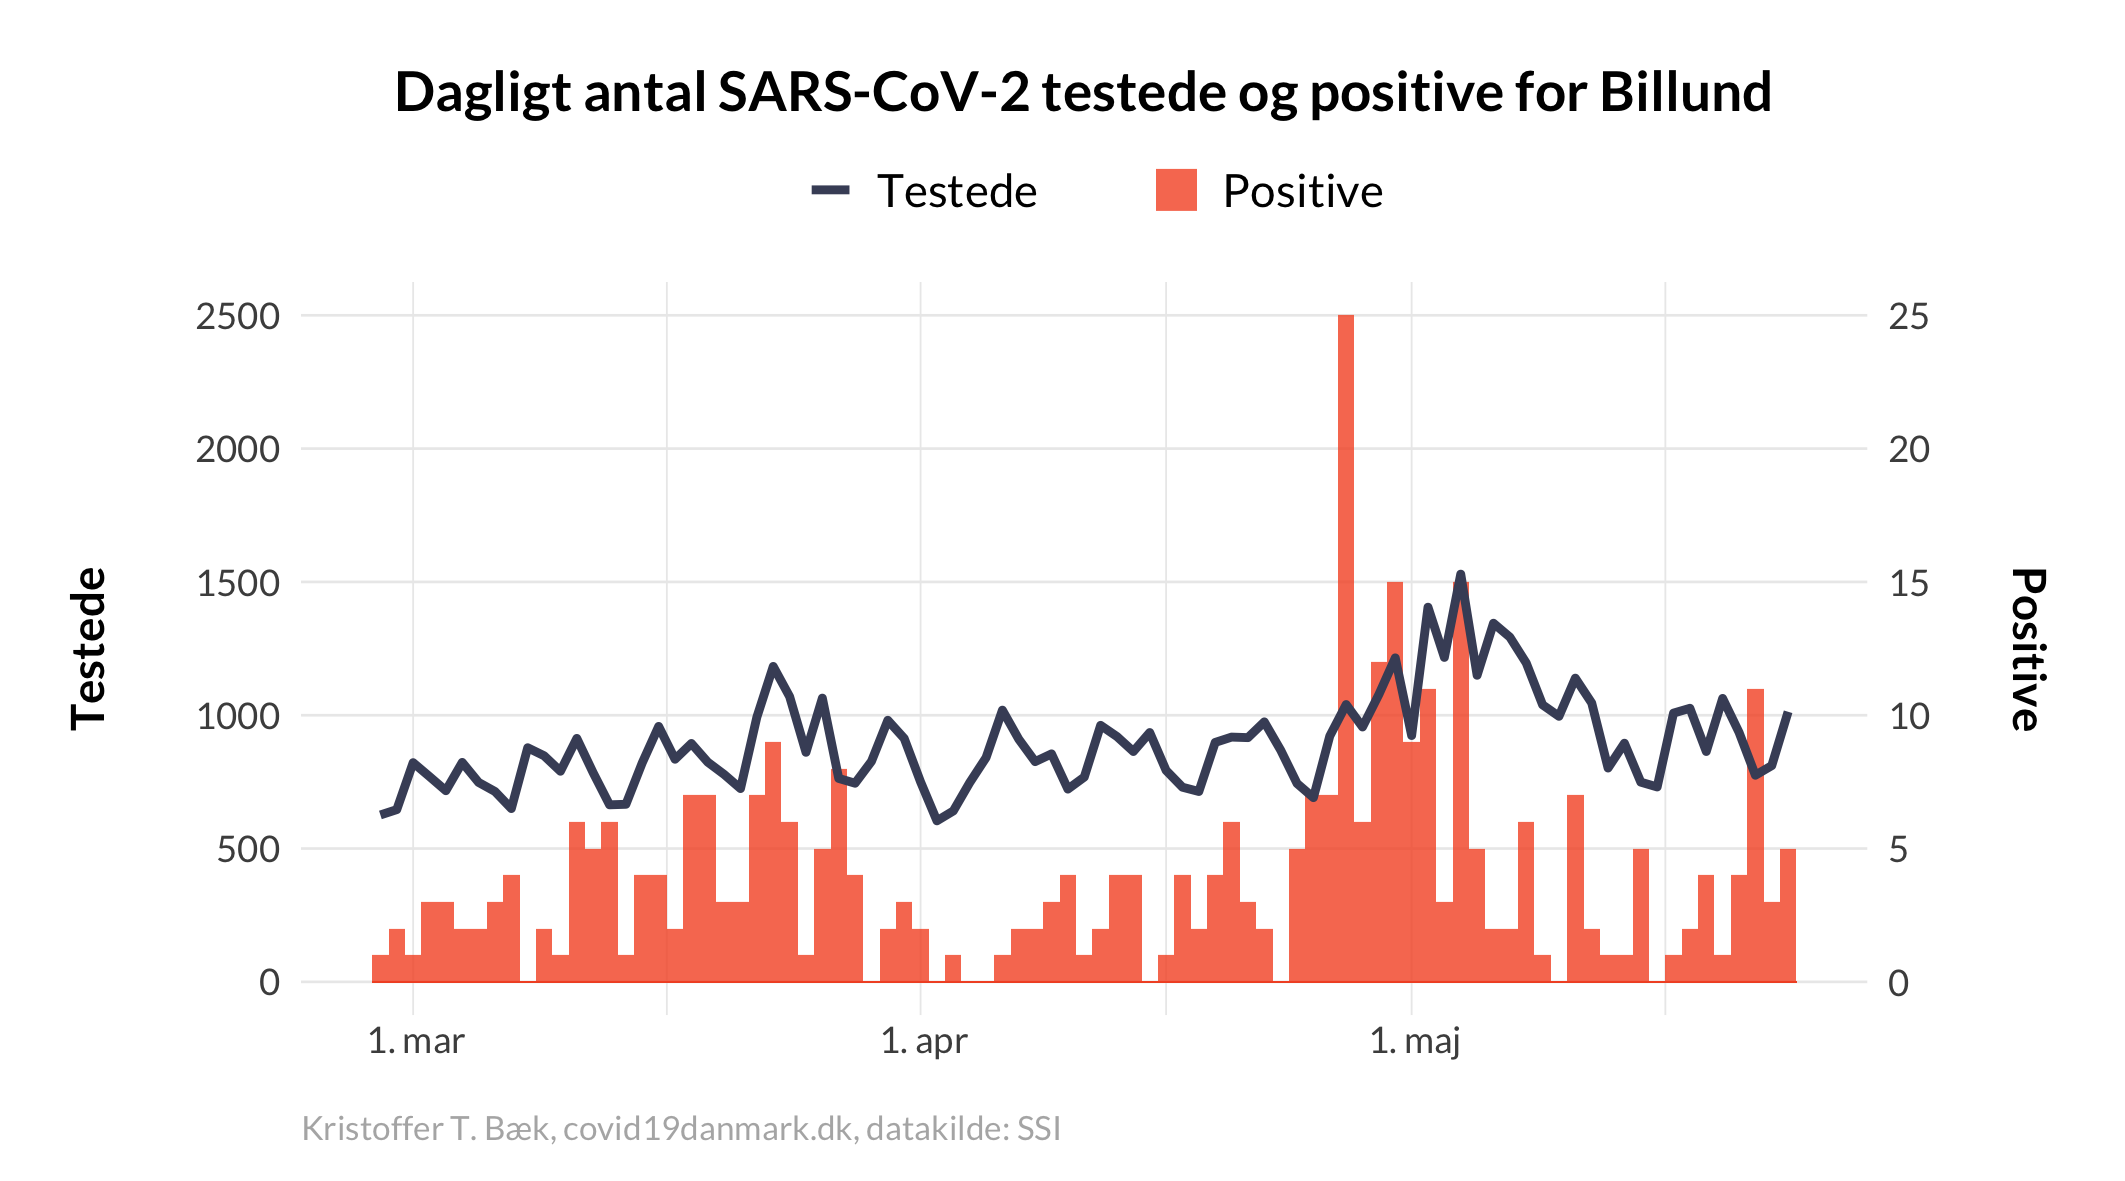 Dagligt antal SARS-CoV-2 testede og positive for Billund
Testede
Positive
2500
2000
1500
1000
500
0
Testede
25
20
15
10
5
0
Positive
1. mar
1. apr
1. maj
Kristoffer T. Bæk, covid19danmark.dk, datakilde: SSI